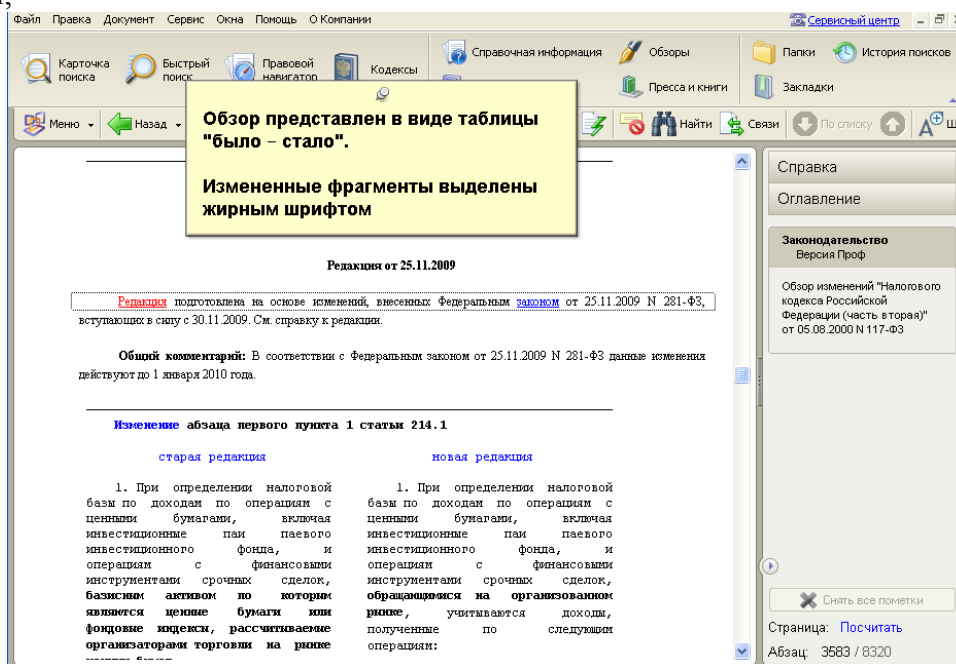 Файл Правка Документ Сервис Окна Помощь О Компании Сервисный центр
Карточка поиска
Быстрый поиск
Правовой навигатор
Кодексы
Справочная информация
Обзоры
Пресса и книги
Папки
История поисков
Закладки
Меню Назад Найти Связи По списку
Обзор представлен в виде таблицы
"было – стало".
Измененные фрагменты выделены
жирным шрифтом
Редакция от 25.11.2009
Редакция подготовлена на основе изменений, внесенных Федеральным законом от 25.11.2009 N 281-ФЗ,
вступающих в силу с 30.11.2009. См. справку к редакции.
Общий комментарий: В соответствии с Федеральным законом от 25.11.2009 N 281-ФЗ данные изменения
действуют до 1 января 2010 года.
Изменение абзаца первого пункта 1 статьи 214.1
старая редакция
1. При определении налоговой
базы по доходам по операциям с
ценными бумагами, включая
инвестиционные паи паевого
инвестиционного фонда, и
операциям с финансовыми
инструментами срочных сделок,
базисным активом по которым
являются ценные бумаги или
фондовые индексы, рассчитываемые
организаторами торговли на рынке
новая редакция
1. При определении налоговой
базы по доходам по операциям с
ценными бумагами, включая
инвестиционные паи паевого
инвестиционного фонда, и
операциям с финансовыми
инструментами срочных сделок,
обращающимися на организованном
рынке, учитываются доходы,
полученные по следующим
операциям:
Справка
Оглавление
Законодательство
Версия Проф
Обзор изменений "Налогового
кодекса Российской
Федерации (часть вторая)"
от 05.08.2000 N 117-ФЗ
Снять все пометки
Страница: Посчитать
Абзац: 3583 / 8320